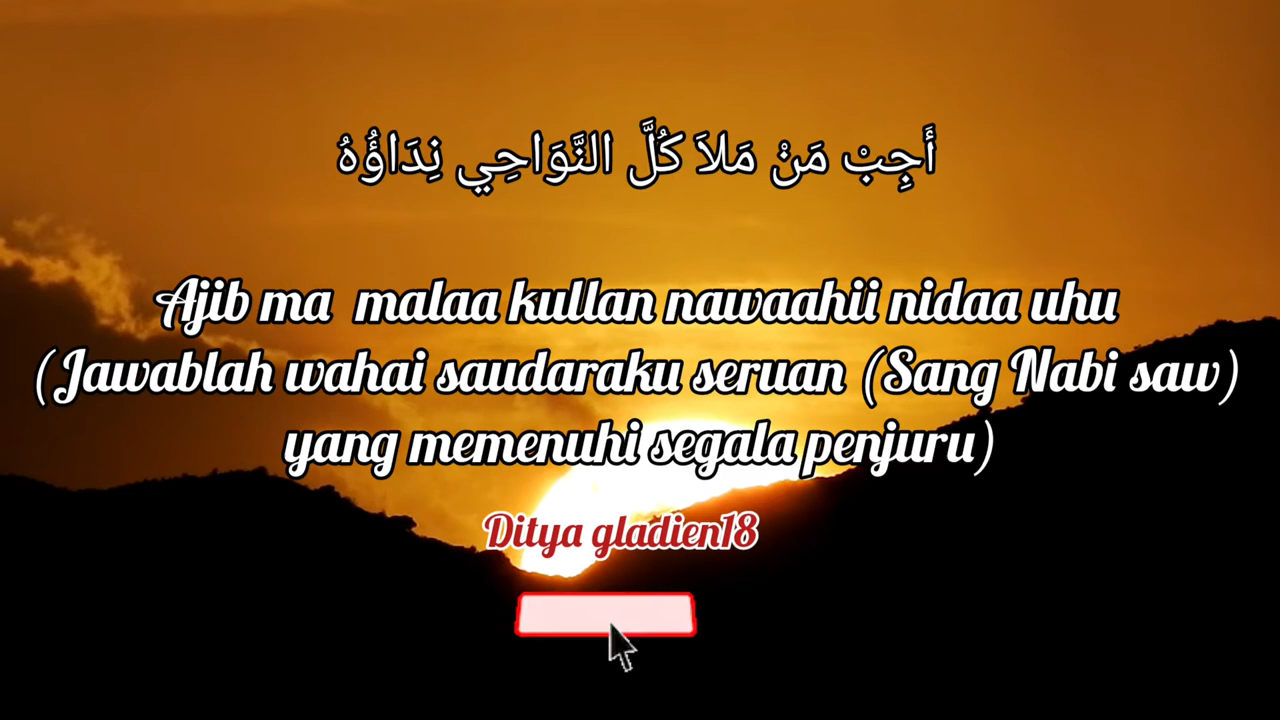 أَجِبْ مَنْ مَلاَ كُلَّ النَّوَاحِي نِدَاؤُهُ
Ajib ma malaa kullan nawaahii nidaa uhu
(Jawablah wahai saudaraku seruan (Sang Nabi saw)
yang memenuhi segala penjuru)
Ditya gladien18